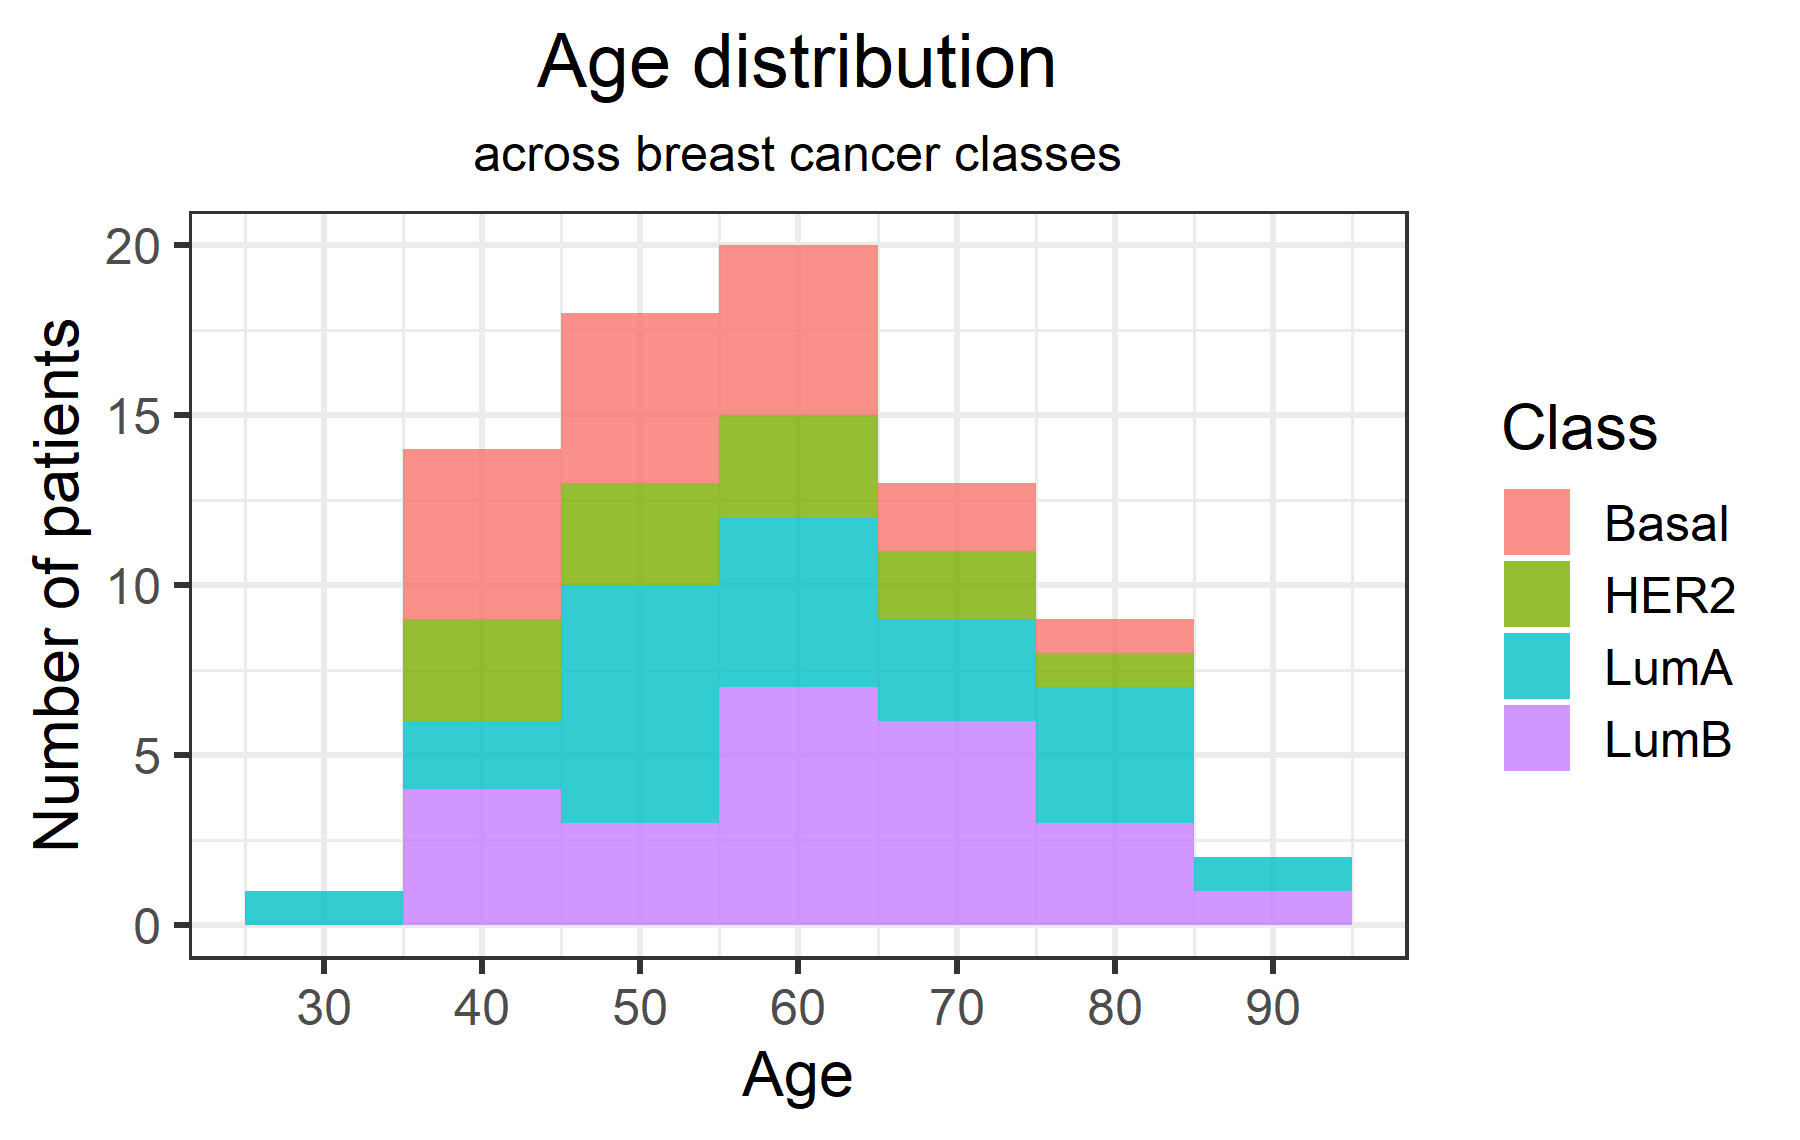 Age distribution
across breast cancer classes
Number of patients
20
15
10
5
0
30 40 50 60 70 80 90
Age
Class
Basal
HER2
LumA
LumB